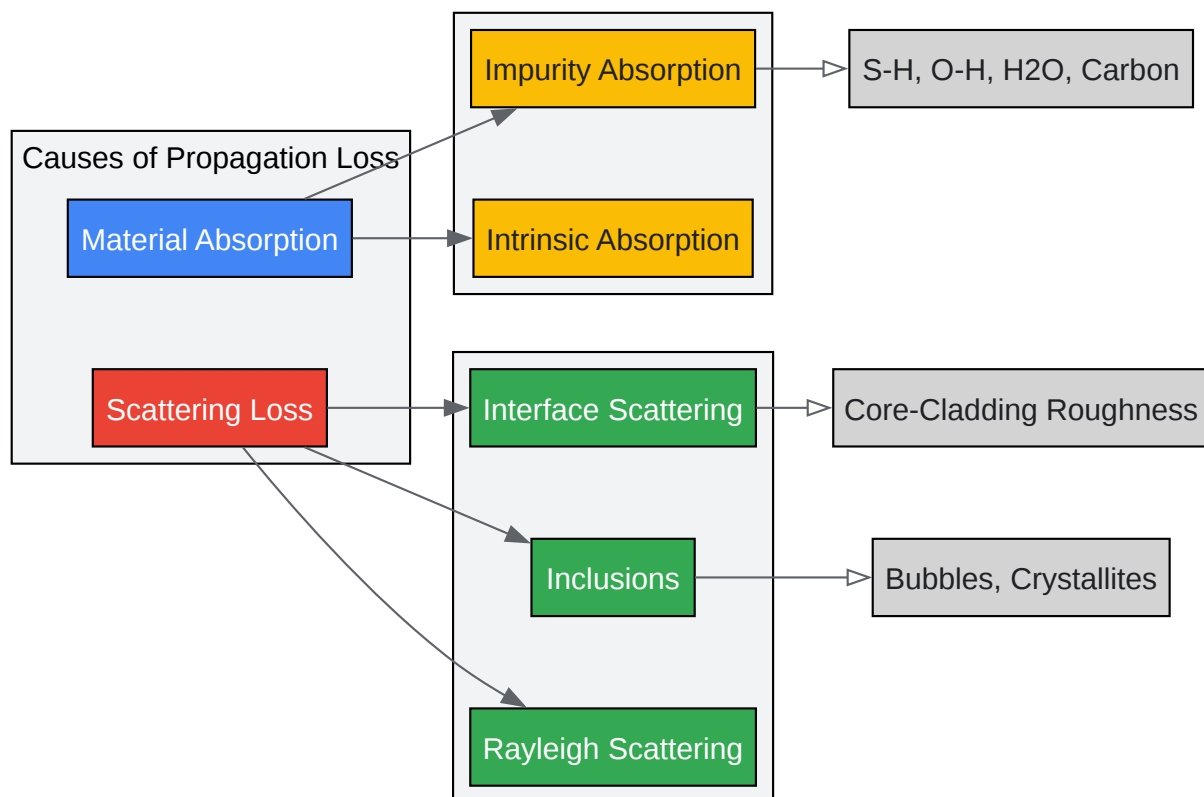 Causes of Propagation Loss
Material Absorption
Scattering Loss
Impurity Absorption
Intrinsic Absorption
Interface Scattering
Inclusions
Rayleigh Scattering
S-H, O-H, H2O, Carbon
Core-Cladding Roughness
Bubbles, Crystallites